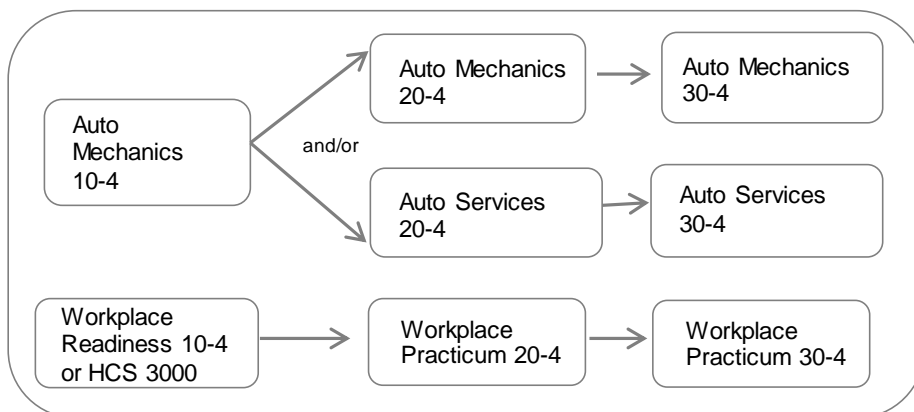 Auto
Mechanics
10-4
and/or
Auto Mechanics
20-4
Auto Mechanics
30-4
Auto Services
20-4
Auto Services
30-4
Workplace
Readiness 10-4
or HCS 3000
Workplace
Practicum 20-4
Workplace
Practicum 30-4